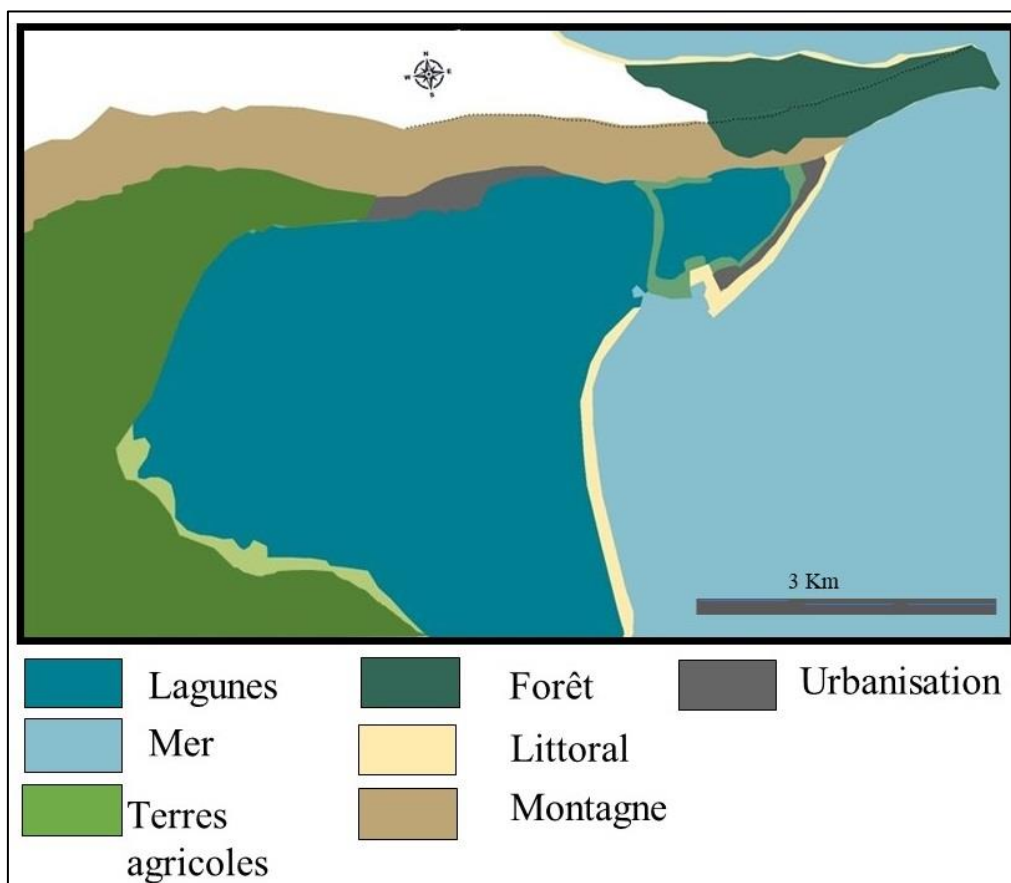 N
W E
S
3 Km
Lagunes
Forêt
Urbanisation
Mer
Littoral
Terres
agricoles
Montagne